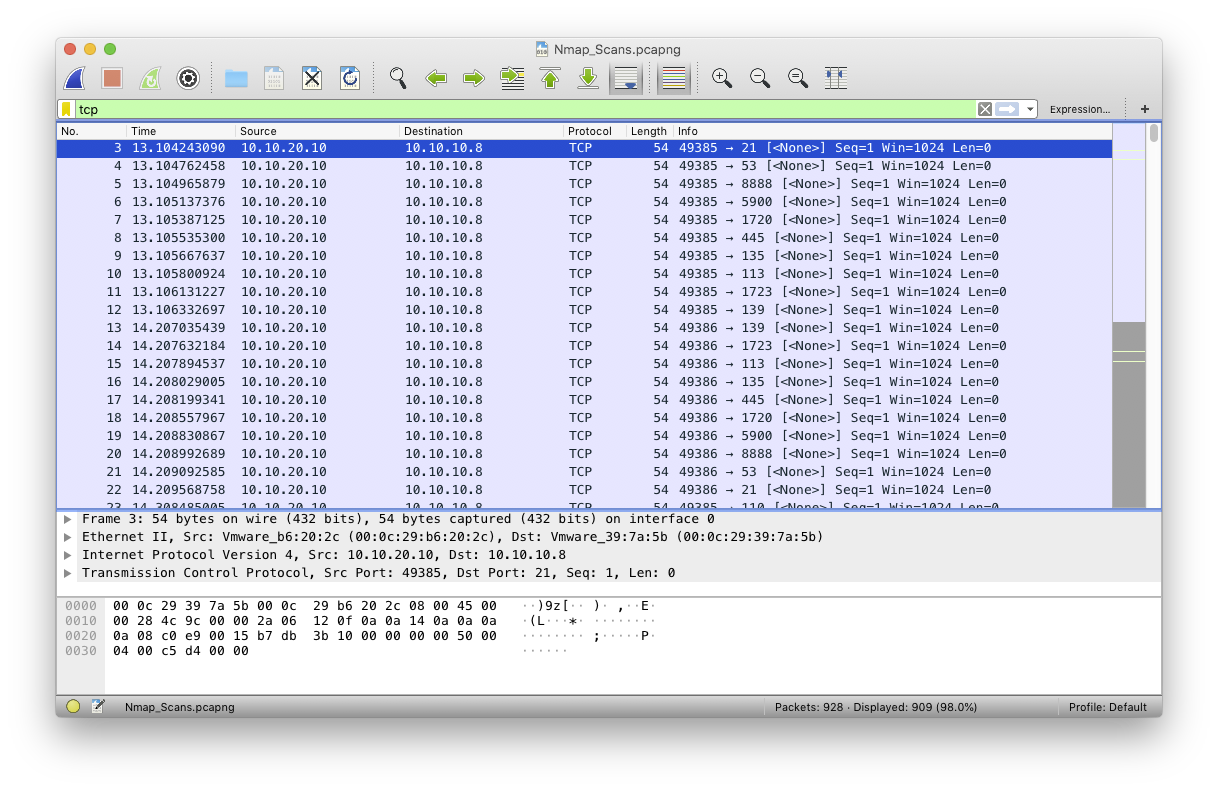 Nmap_Scans.pcapng
tcp
Expression... +
No. Time Source Destination Protocol Length Info
3 13.104243090 10.10.20.10 10.10.10.8 TCP 54 49385 → 21 [<None>] Seq=1 Win=1024 Len=0
4 13.104762458 10.10.20.10 10.10.10.8 TCP 54 49385 → 53 [<None>] Seq=1 Win=1024 Len=0
5 13.104965879 10.10.20.10 10.10.10.8 TCP 54 49385 → 8888 [<None>] Seq=1 Win=1024 Len=0
6 13.105137376 10.10.20.10 10.10.10.8 TCP 54 49385 → 5900 [<None>] Seq=1 Win=1024 Len=0
7 13.105387125 10.10.20.10 10.10.10.8 TCP 54 49385 → 1720 [<None>] Seq=1 Win=1024 Len=0
8 13.105535300 10.10.20.10 10.10.10.8 TCP 54 49385 → 445 [<None>] Seq=1 Win=1024 Len=0
9 13.105667637 10.10.20.10 10.10.10.8 TCP 54 49385 → 135 [<None>] Seq=1 Win=1024 Len=0
10 13.105800924 10.10.20.10 10.10.10.8 TCP 54 49385 → 113 [<None>] Seq=1 Win=1024 Len=0
11 13.106131227 10.10.20.10 10.10.10.8 TCP 54 49385 → 1723 [<None>] Seq=1 Win=1024 Len=0
12 13.106332697 10.10.20.10 10.10.10.8 TCP 54 49385 → 139 [<None>] Seq=1 Win=1024 Len=0
13 14.207035439 10.10.20.10 10.10.10.8 TCP 54 49386 → 139 [<None>] Seq=1 Win=1024 Len=0
14 14.207632184 10.10.20.10 10.10.10.8 TCP 54 49386 → 1723 [<None>] Seq=1 Win=1024 Len=0
15 14.207894537 10.10.20.10 10.10.10.8 TCP 54 49386 → 113 [<None>] Seq=1 Win=1024 Len=0
16 14.208029005 10.10.20.10 10.10.10.8 TCP 54 49386 → 135 [<None>] Seq=1 Win=1024 Len=0
17 14.208199341 10.10.20.10 10.10.10.8 TCP 54 49386 → 445 [<None>] Seq=1 Win=1024 Len=0
18 14.208557967 10.10.20.10 10.10.10.8 TCP 54 49386 → 1720 [<None>] Seq=1 Win=1024 Len=0
19 14.208830867 10.10.20.10 10.10.10.8 TCP 54 49386 → 5900 [<None>] Seq=1 Win=1024 Len=0
20 14.208992689 10.10.20.10 10.10.10.8 TCP 54 49386 → 8888 [<None>] Seq=1 Win=1024 Len=0
21 14.209092585 10.10.20.10 10.10.10.8 TCP 54 49386 → 53 [<None>] Seq=1 Win=1024 Len=0
22 14.209568758 10.10.20.10 10.10.10.8 TCP 54 49386 → 21 [<None>] Seq=1 Win=1024 Len=0
23 14.308485005 10.10.20.10 10.10.10.8 TCP 54 49385 → 110 [<None>] Seq=1 Win=1024 Len=0
Frame 3: 54 bytes on wire (432 bits), 54 bytes captured (432 bits) on interface 0
Ethernet II, Src: Vmware_b6:20:2c (00:0c:29:b6:20:2c), Dst: Vmware_39:7a:5b (00:0c:29:39:7a:5b)
Internet Protocol Version 4, Src: 10.10.20.10, Dst: 10.10.10.8
Transmission Control Protocol, Src Port: 49385, Dst Port: 21, Seq: 1, Len: 0
0000 00 0c 29 39 7a 5b 00 0c 29 b6 20 2c 08 00 45 00 ··)9z[·· )· ,··E·
0010 00 28 4c 9c 00 00 2a 06 12 0f 0a 0a 14 0a 0a 0a ·(L···*· ········
0020 0a 08 c0 e9 00 15 b7 db 3b 10 00 00 00 00 50 00 ········ ;·····P·
0030 04 00 c5 d4 00 00 ······
Nmap_Scans.pcapng Packets: 928 · Displayed: 909 (98.0%) Profile: Default